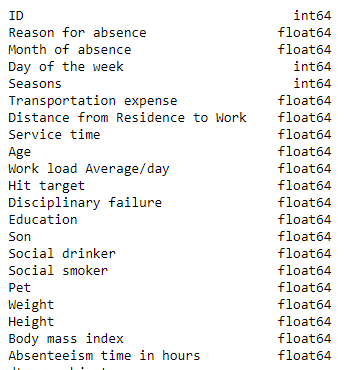 ID int64
Reason for absence float64
Month of absence float64
Day of the week int64
Seasons int64
Transportation expense float64
Distance from Residence to Work float64
Service time float64
Age float64
Work load Average/day float64
Hit target float64
Disciplinary failure float64
Education float64
Son float64
Social drinker float64
Social smoker float64
Pet float64
Weight float64
Height float64
Body mass index float64
Absenteeism time in hours float64